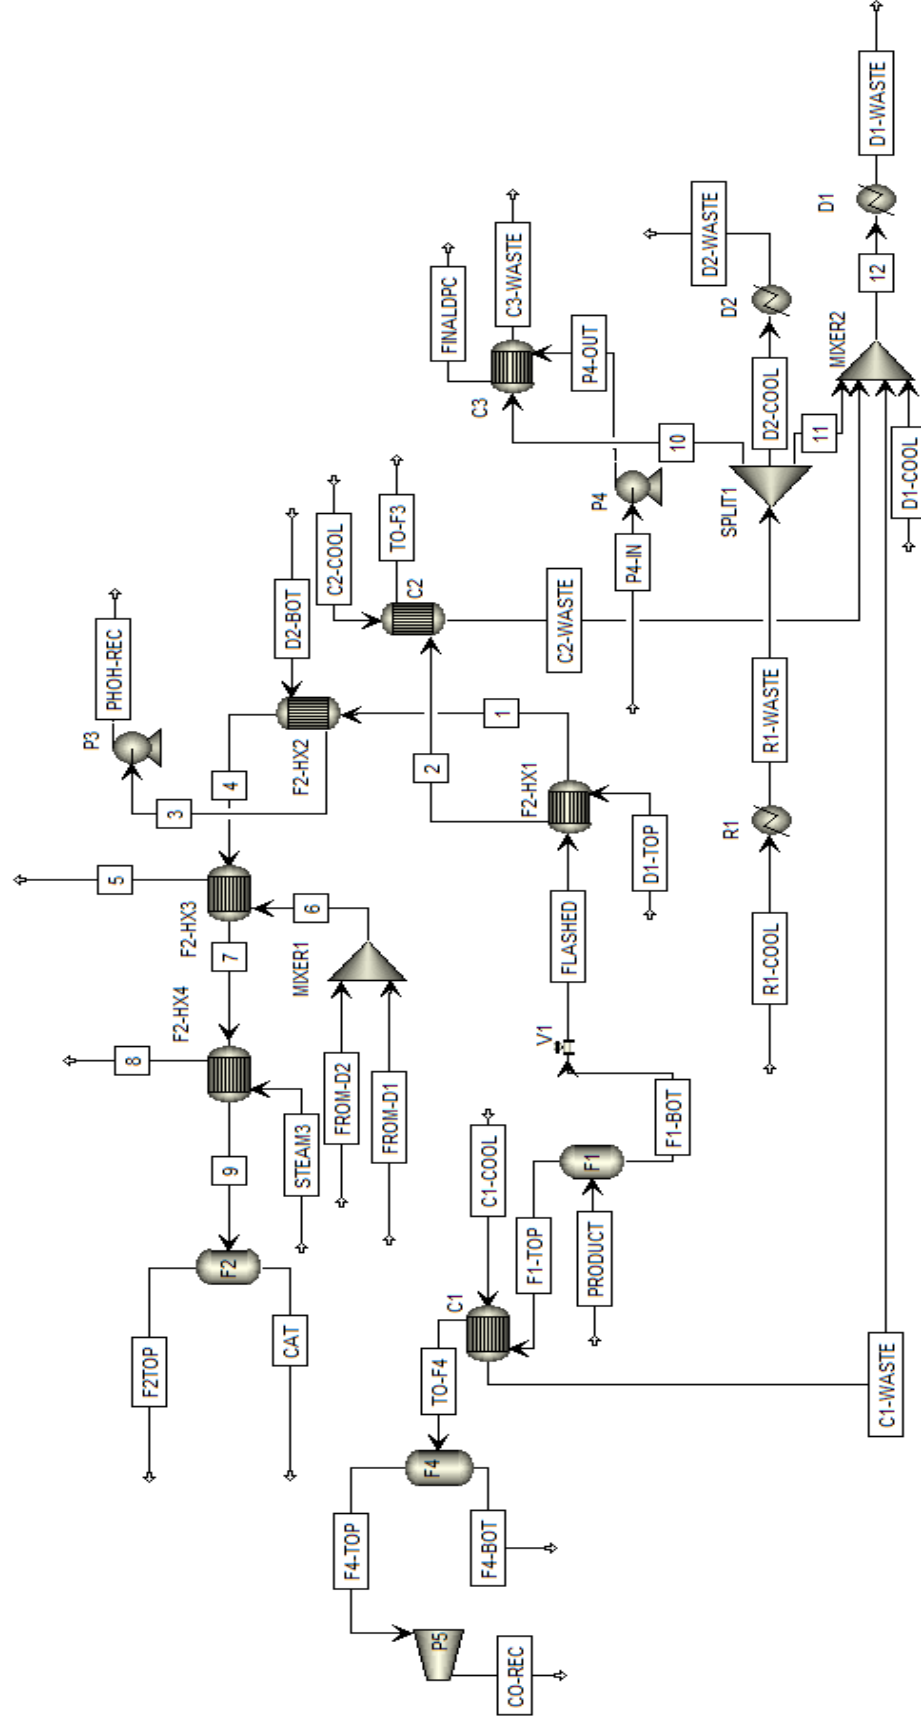 F2TOP
CAT
F2
9
STEAM3
8
F2-HX4
7
F2-HX3
5
6
MIXER1
FROM-D2
FROM-D1
4
3
P3
PHOH-REC
F2-HX2
D2-BOT
C2-COOL
TO-F3
C2
C2-WASTE
1
2
F2-HX1
D1-TOP
FLASHED
V1
F1-BOT
F1
PRODUCT
F1-TOP
C1-COOL
C1
TO-F4
F4
F4-TOP
F4-BOT
P5
CO-REC
C1-WASTE
R1-COOL
R1
R1-WASTE
SPLIT1
10
11
D2-COOL
D2
D2-WASTE
P4-IN
P4
P4-OUT
C3
FINALDPC
C3-WASTE
D1-COOL
MIXER2
12
D1
D1-WASTE